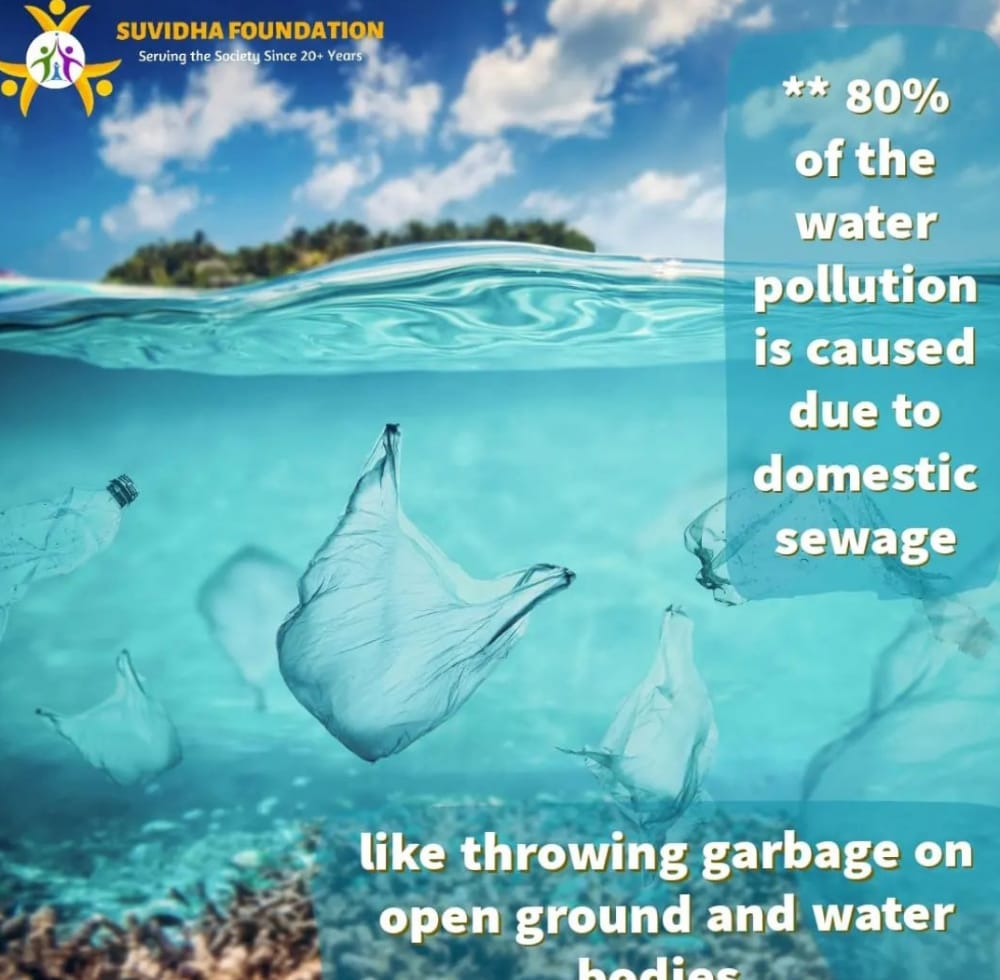 SUVIDHA FOUNDATION
Serving the Society Since 20+ Years
** 80%
of the
water
pollution
is caused
due to
domestic
sewage
like throwing garbage on
open ground and water
bodies